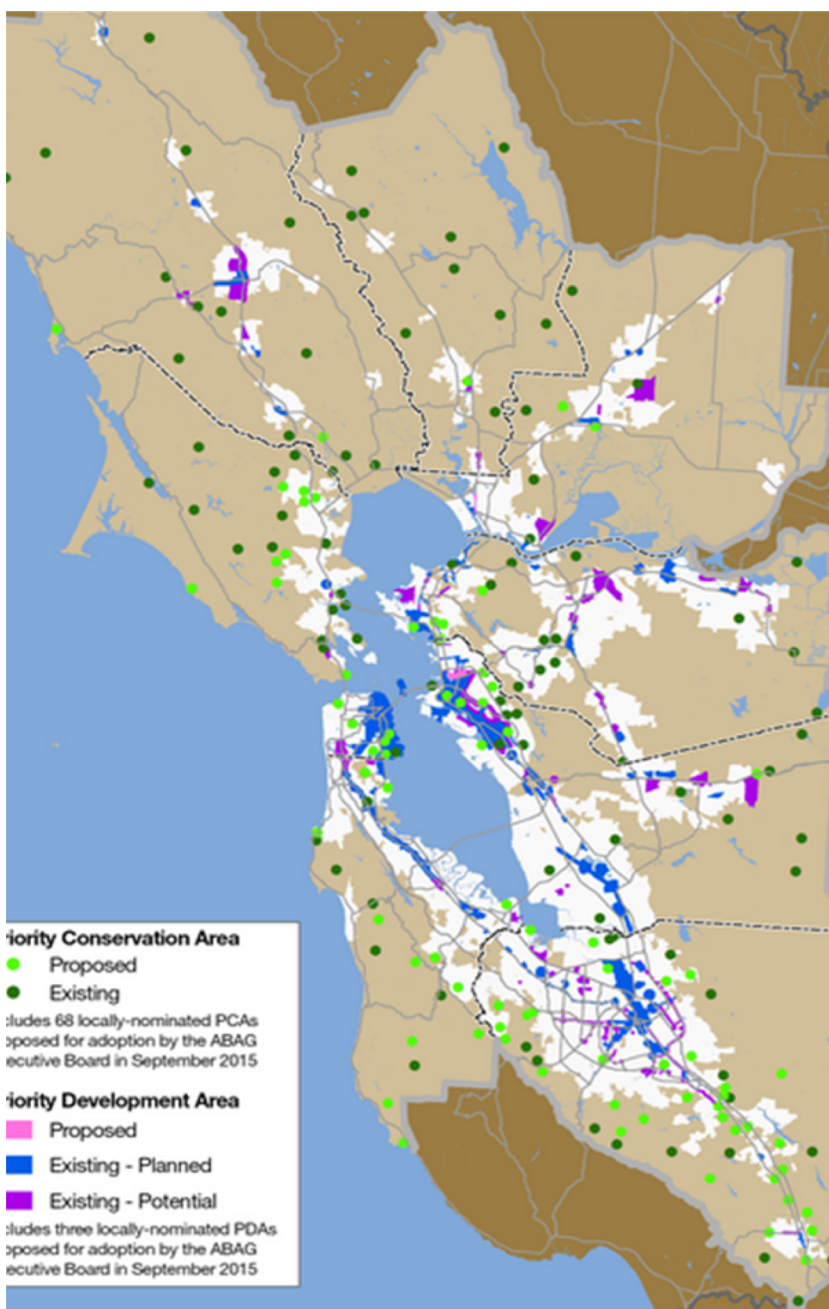 riority Conservation Area
Proposed
Existing
cludes 68 locally-nominated PCAs
oposed for adoption by the ABAG
ecutive Board in September 2015
riority Development Area
Proposed
Existing - Planned
Existing - Potential
cludes three locally-nominated PDAs
oposed for adoption by the ABAG
ecutive Board in September 2015